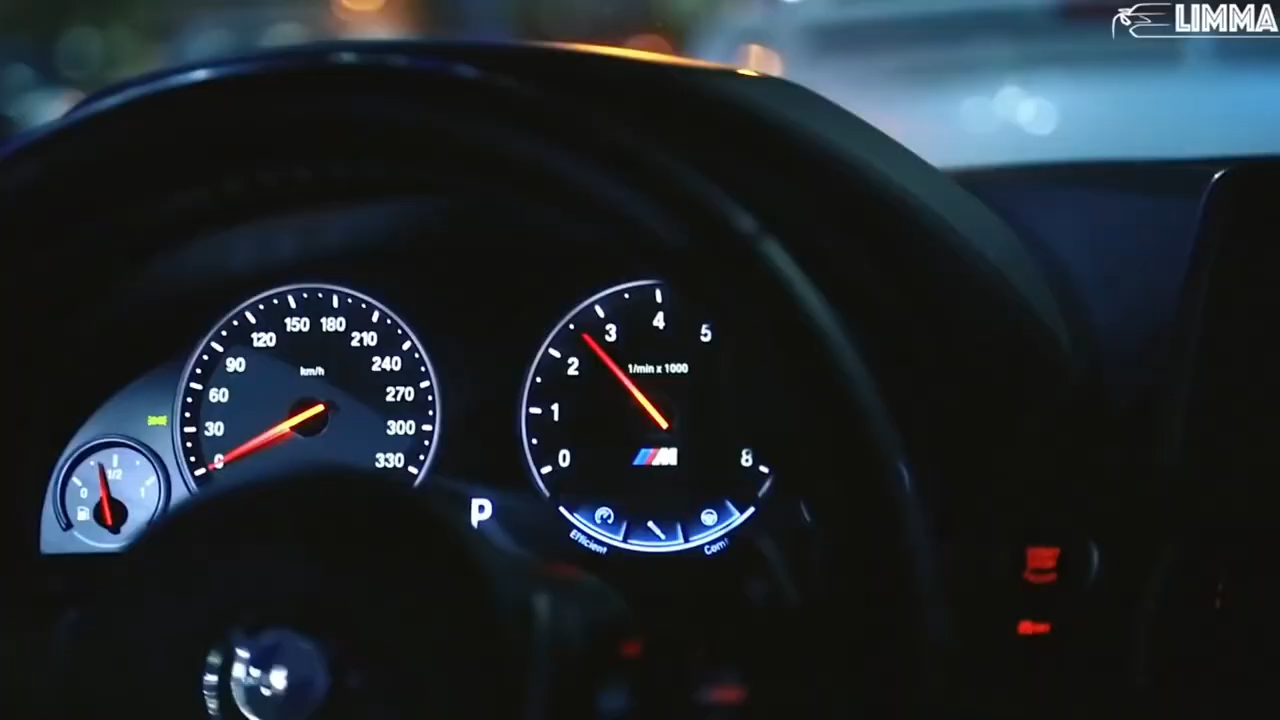 LIMMA
0 30 60 90 120 150 180 210 240 270 300 330
km/h
0 1 2 3 4 5 8
1/min x 1000
M
0 1/2 1
P
Efficient